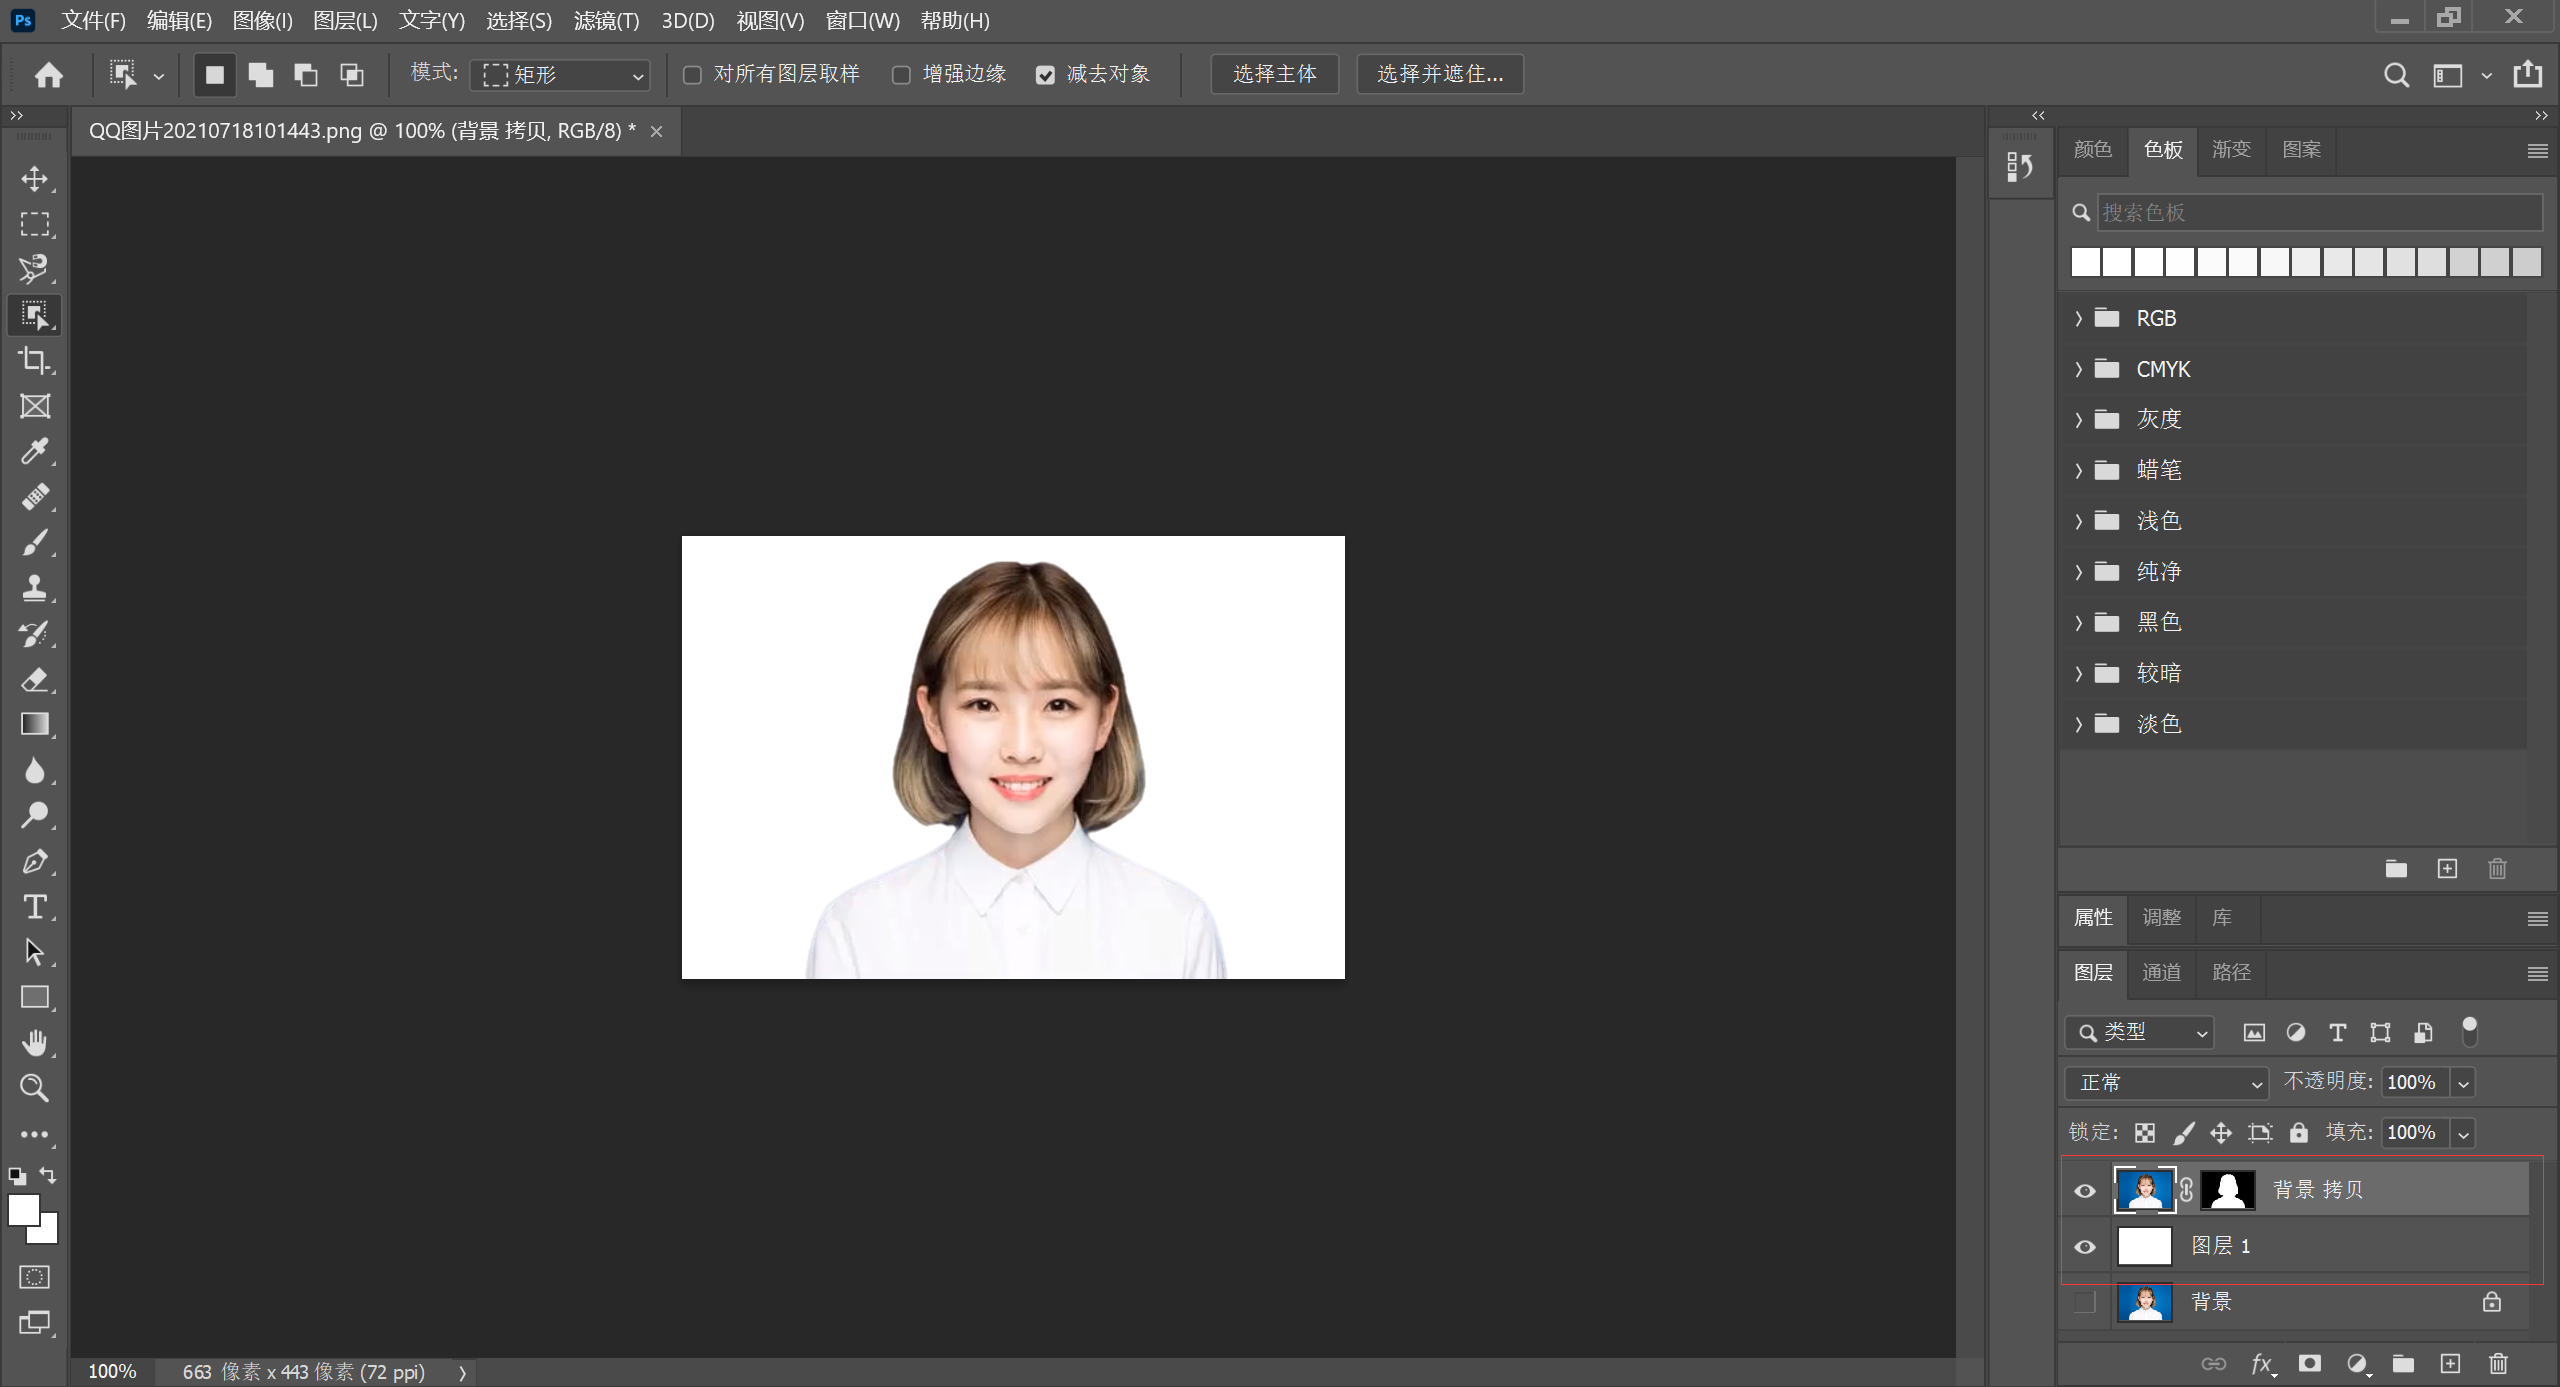 Ps 文件(F) 编辑(E) 图像(I) 图层(L) 文字(Y) 选择(S) 滤镜(T) 3D(D) 视图(V) 窗口(W) 帮助(H)
模式: 矩形 对所有图层取样 增强边缘 减去对象 选择主体 选择并遮住...
QQ图片20210718101443.png @ 100% (背景 拷贝, RGB/8) *
颜色 色板 渐变 图案
搜索色板
RGB
CMYK
灰度
蜡笔
浅色
纯净
黑色
较暗
淡色
属性 调整 库
图层 通道 路径
类型
正常 不透明度: 100%
锁定: 填充: 100%
背景 拷贝
图层 1
背景
fx
100% 663 像素 x 443 像素 (72 ppi)